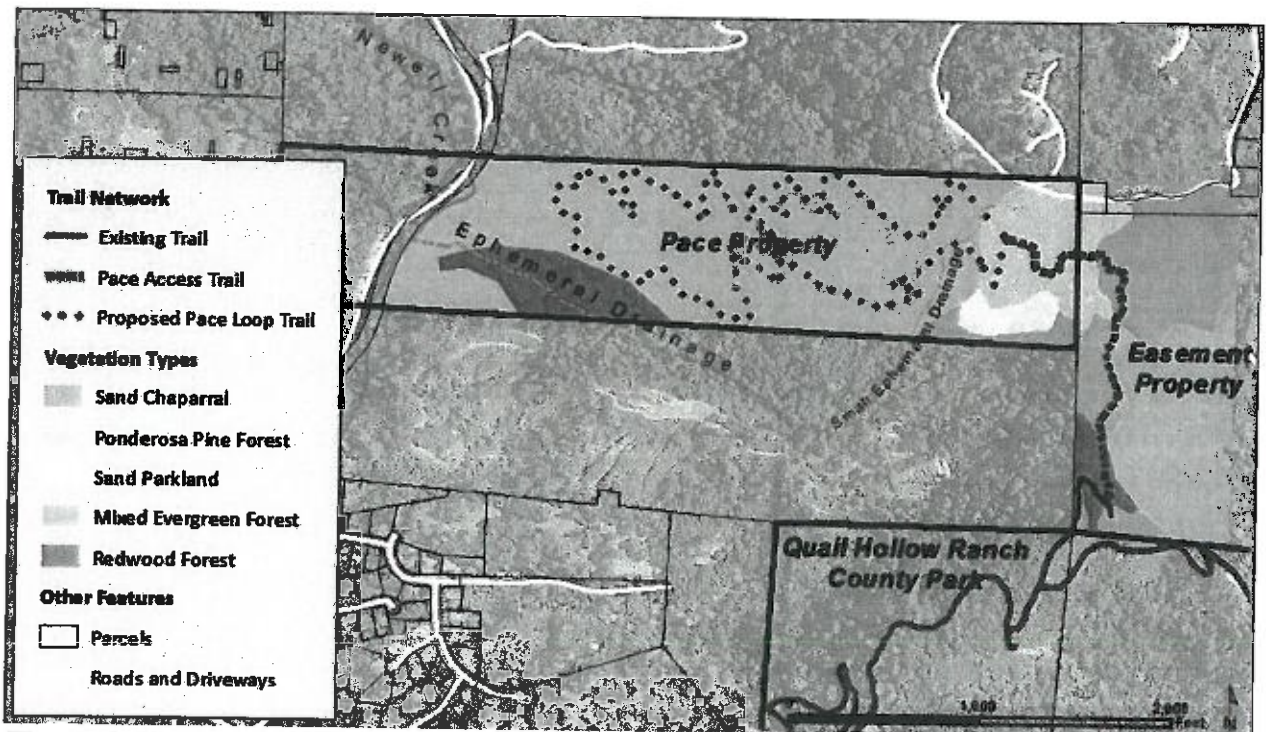 Newell Creek
Trail Network
Existing Trail
Pace Access Trail
Proposed Pace Loop Trail
Vegetation Types
Sand Chaparral
Ponderosa Pine Forest
Sand Parkland
Mixed Evergreen Forest
Redwood Forest
Other Features
Parcels
Roads and Driveways
Pace Property
Ephemeral Drainage
Small Ephemeral Drainage
Easement
Property
Quail Hollow Ranch
County Park
1,000
2,000
Feet
N